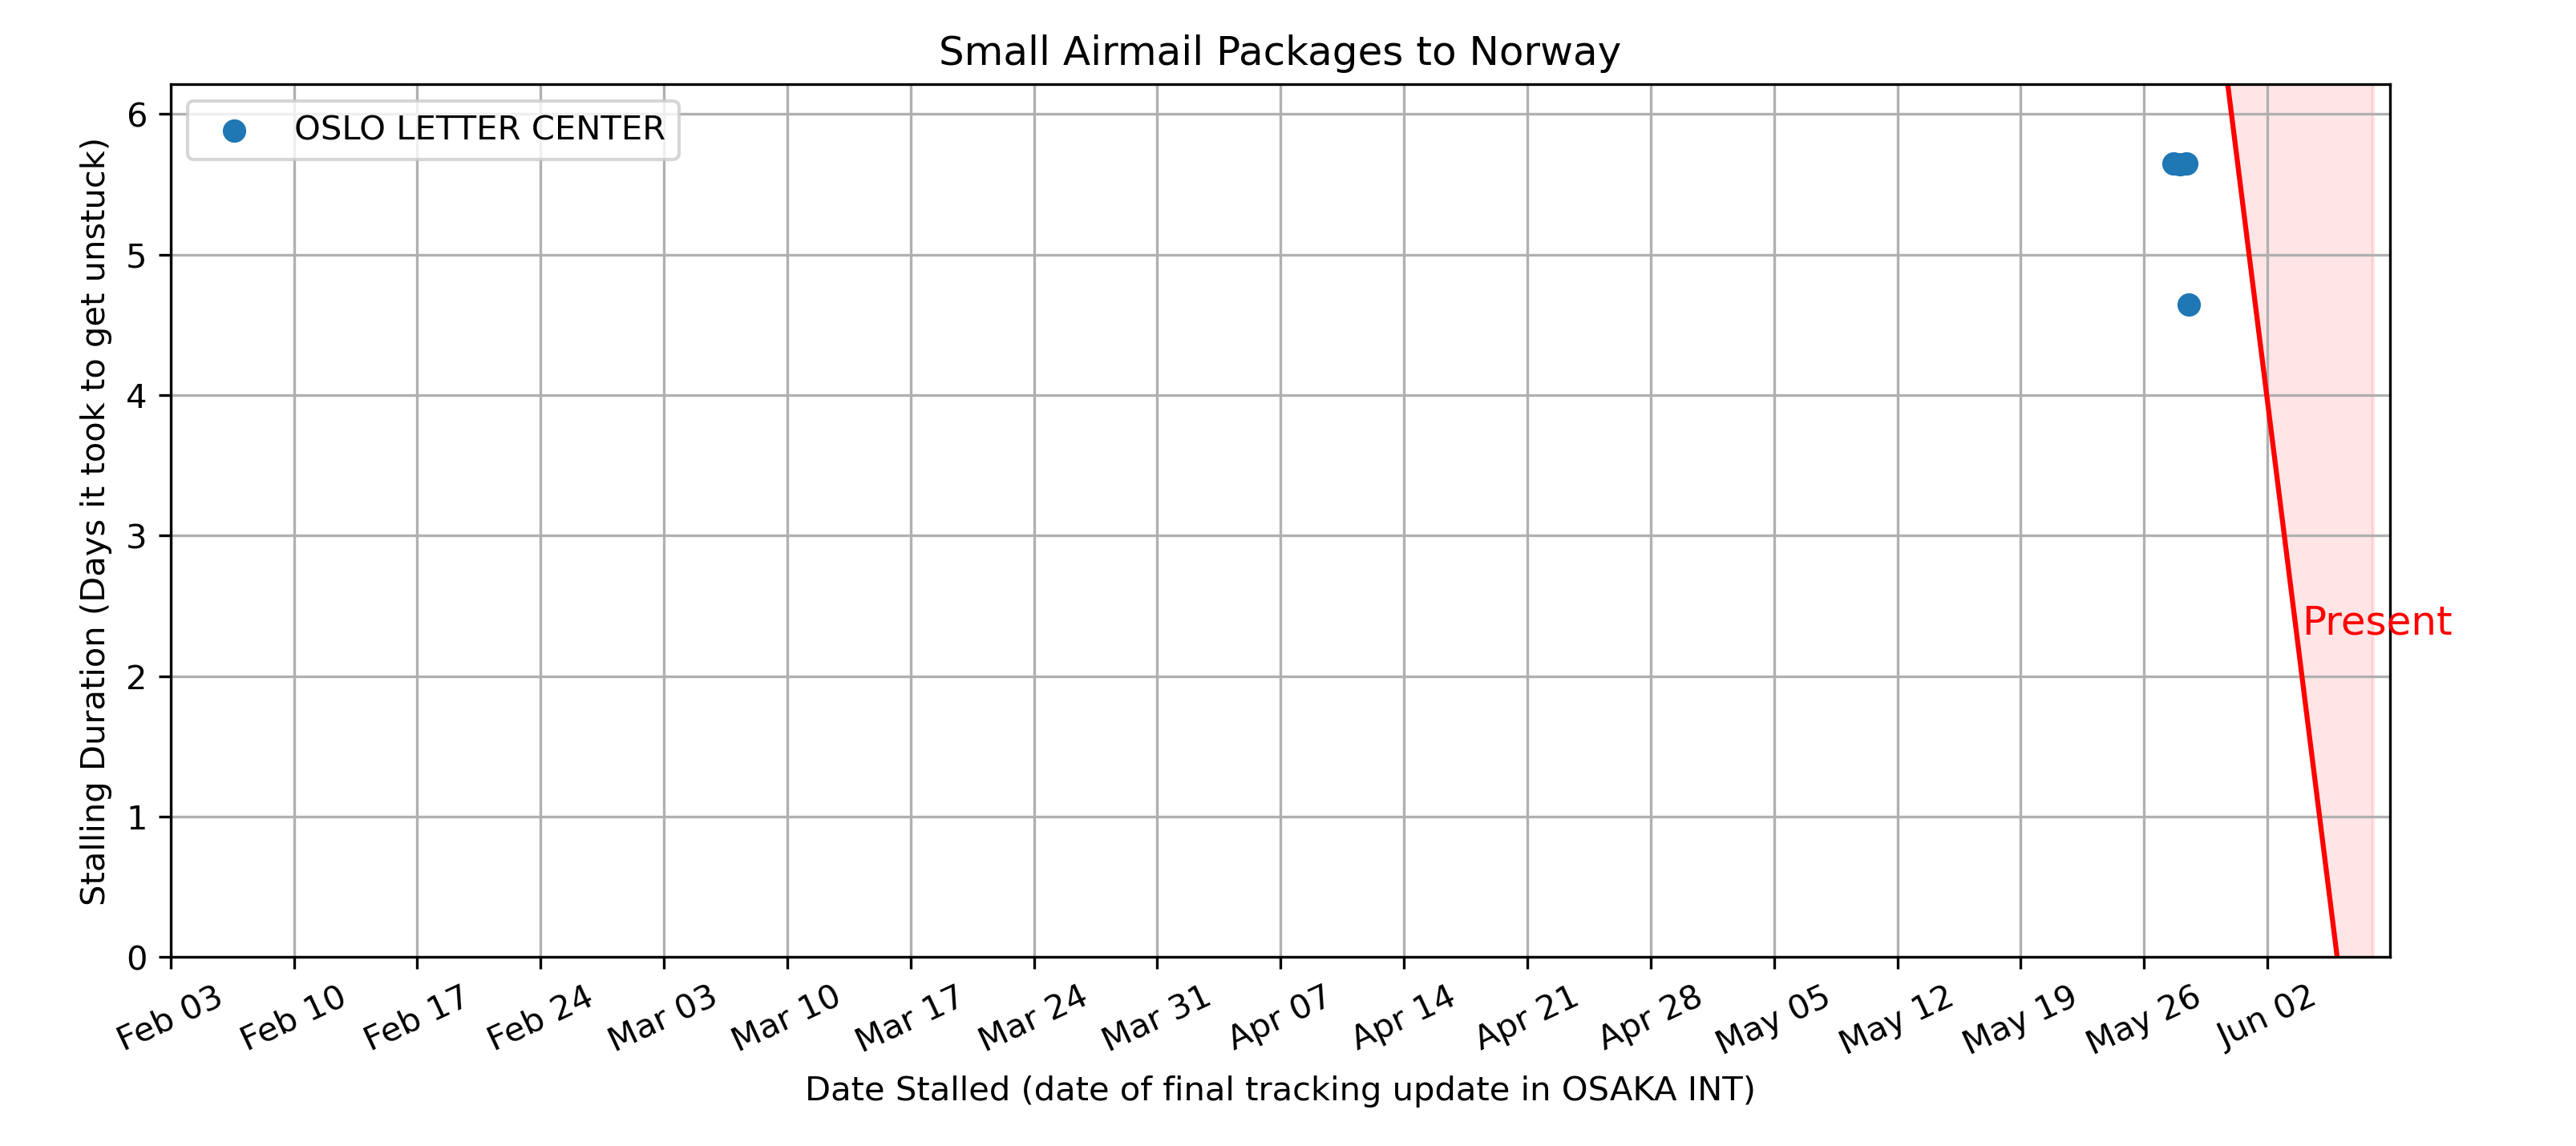 Small Airmail Packages to Norway
OSLO LETTER CENTER
Stalling Duration (Days it took to get unstuck)
6
5
4
3
2
1
0
Present
Feb 03
Feb 10
Feb 17
Feb 24
Mar 03
Mar 10
Mar 17
Mar 24
Mar 31
Apr 07
Apr 14
Apr 21
Apr 28
May 05
May 12
May 19
May 26
Jun 02
Date Stalled (date of final tracking update in OSAKA INT)